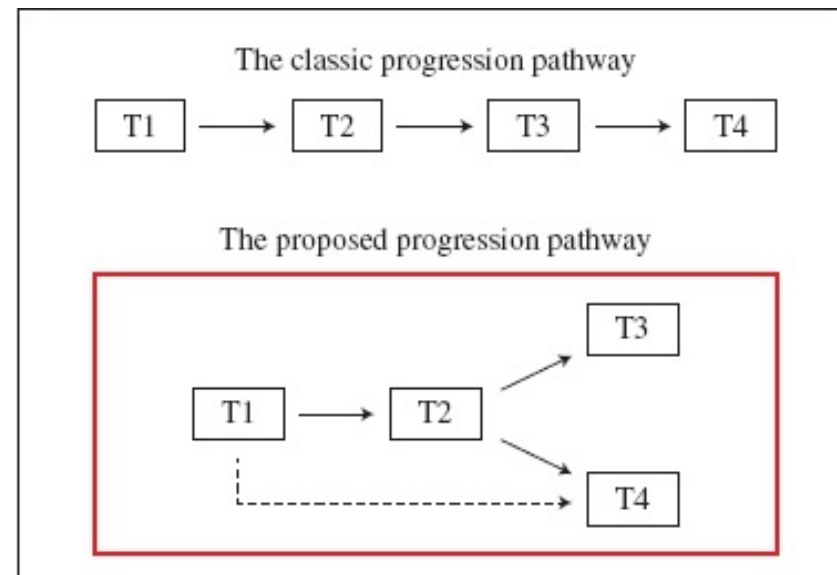 The classic progression pathway
T1 T2 T3 T4
The proposed progression pathway
T3
T1 T2
T4